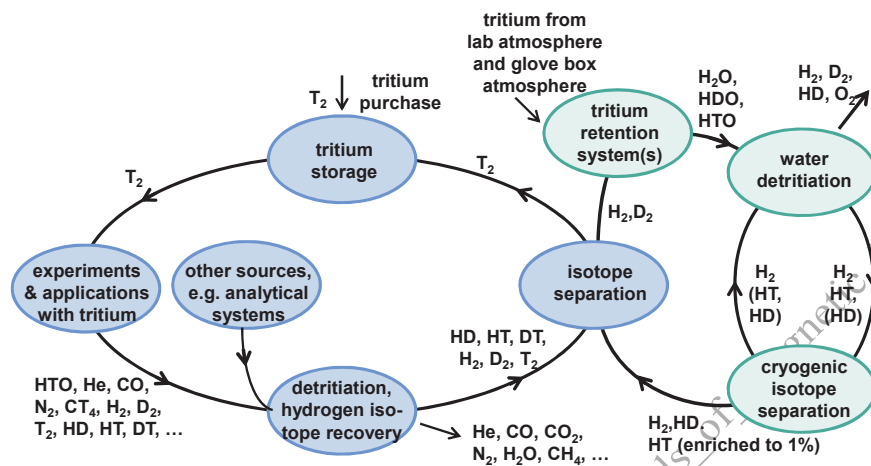 tritium from
lab atmosphere
and glove box
atmosphere
T2
tritium
purchase
H2O,
HDO,
HTO
H2, D2,
HD, O2
tritium
retention
system(s)
tritium
storage
water
detritiation
T2
T2
H2,D2
experiments
& applications
with tritium
other sources,
e.g. analytical
systems
isotope
separation
H2
(HT,
HD)
H2
HT,
(HD)
HD, HT, DT,
H2, D2, T2
HTO, He, CO,
N2, CT4, H2, D2,
T2, HD, HT, DT, …
detritiation,
hydrogen iso-
tope recovery
cryogenic
isotope
separation
H2,HD,
HT (enriched to 1%)
He, CO, CO2,
N2, H2O, CH4, …